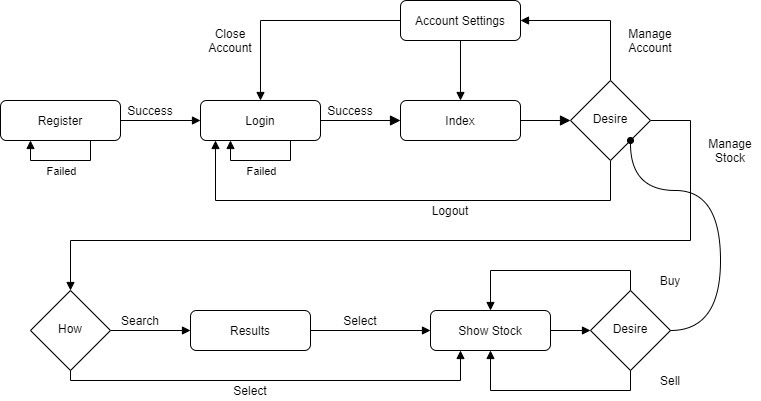 Account Settings
Close
Account
Manage
Account
Register
Success
Login
Success
Index
Desire
Failed
Failed
Manage
Stock
Logout
How
Search
Results
Select
Show Stock
Desire
Buy
Select
Sell